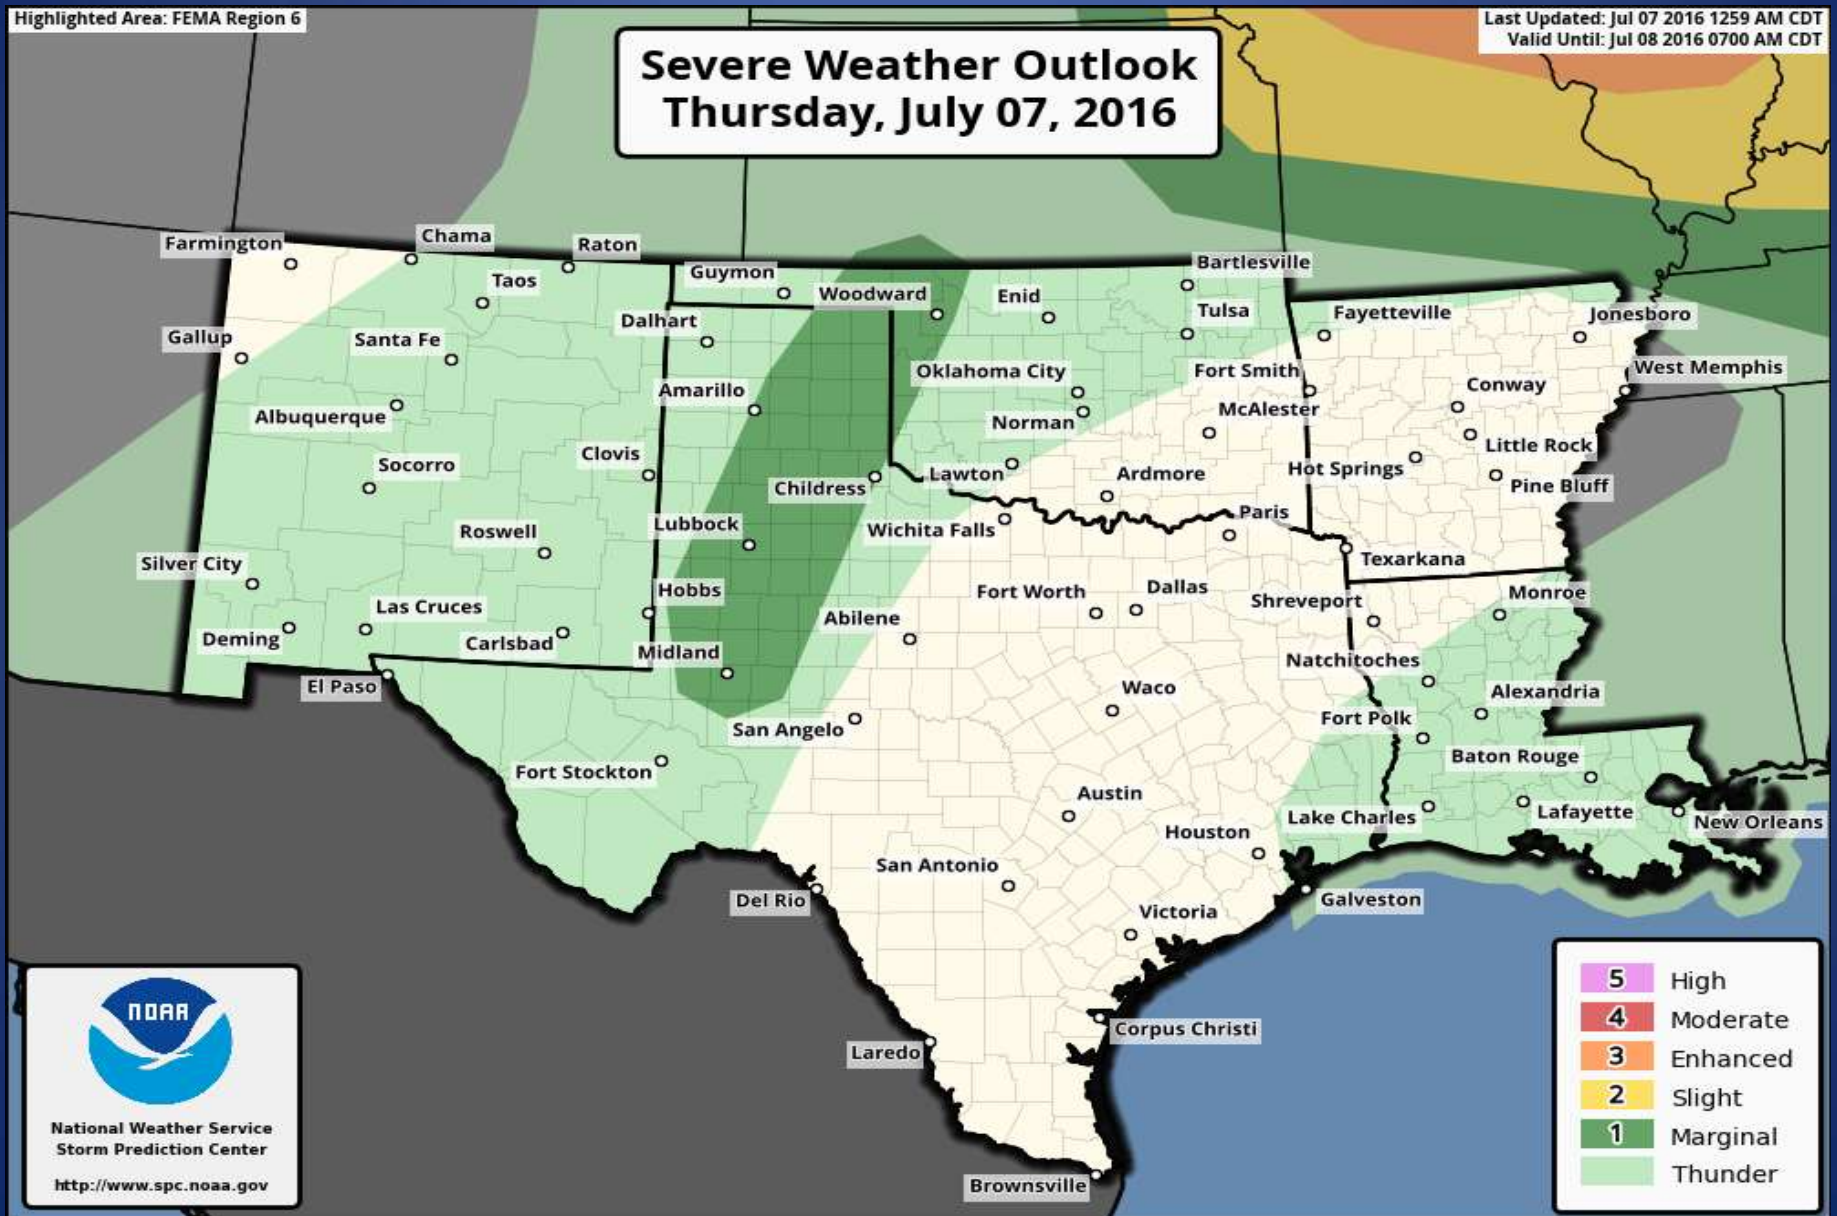 Highlighted Area: FEMA Region 6
Last Updated: Jul 07 2016 1259 AM CDT
Valid Until: Jul 08 2016 0700 AM CDT
Severe Weather Outlook
Thursday, July 07, 2016
Farmington
Chama
Raton
Taos
Guymon
Woodward
Enid
Bartlesville
Tulsa
Fayetteville
Jonesboro
Gallup
Santa Fe
Dalhart
Oklahoma City
Fort Smith
West Memphis
Albuquerque
Amarillo
Norman
McAlester
Conway
Socorro
Clovis
Childress
Lawton
Ardmore
Hot Springs
Little Rock
Pine Bluff
Roswell
Lubbock
Wichita Falls
Paris
Silver City
Hobbs
Texarkana
Las Cruces
Fort Worth
Dallas
Shreveport
Monroe
Deming
Carlsbad
Midland
Abilene
Natchitoches
El Paso
San Angelo
Waco
Fort Polk
Alexandria
Fort Stockton
Baton Rouge
Austin
Lake Charles
Lafayette
New Orleans
Houston
San Antonio
Del Rio
Galveston
Victoria
Corpus Christi
Laredo
Brownsville
NOAA
National Weather Service
Storm Prediction Center
http://www.spc.noaa.gov
5 High
4 Moderate
3 Enhanced
2 Slight
1 Marginal
Thunder